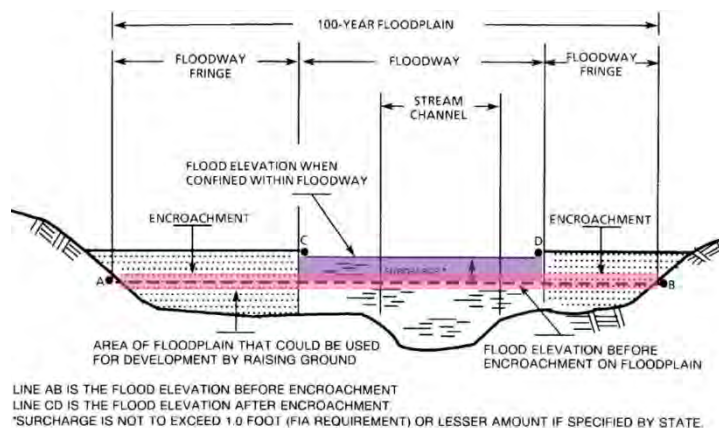 100-YEAR FLOODPLAIN
FLOODWAY
FRINGE
FLOODWAY
FLOODWAY
FRINGE
STREAM
CHANNEL
FLOOD ELEVATION WHEN
CONFINED WITHIN FLOODWAY
ENCROACHMENT
C
D
ENCROACHMENT
SURCHARGE*
A
B
AREA OF FLOODPLAIN THAT COULD BE USED
FOR DEVELOPMENT BY RAISING GROUND
FLOOD ELEVATION BEFORE
ENCROACHMENT ON FLOODPLAIN
LINE AB IS THE FLOOD ELEVATION BEFORE ENCROACHMENT
LINE CD IS THE FLOOD ELEVATION AFTER ENCROACHMENT
*SURCHARGE IS NOT TO EXCEED 1.0 FOOT (FIA REQUIREMENT) OR LESSER AMOUNT IF SPECIFIED BY STATE.